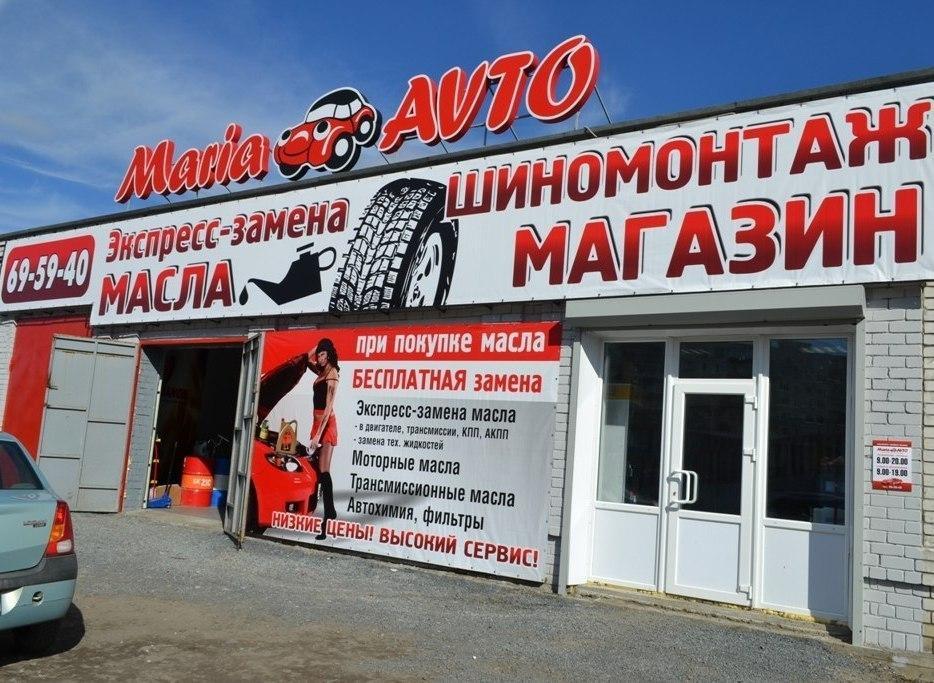 Maria AVTO
69-59-40
Экспресс-замена
МАСЛА
ШИНОМОНТАЖ
МАГАЗИН
при покупке масла
БЕСПЛАТНАЯ замена
Экспресс-замена масла
- в двигателе, трансмиссии, КПП, АКПП
- замена тех. жидкостей
Моторные масла
Трансмиссионные масла
Автохимия, фильтры
НИЗКИЕ ЦЕНЫ! ВЫСОКИЙ СЕРВИС!
Maria AVTO
9.00-20.00
9.00-19.00